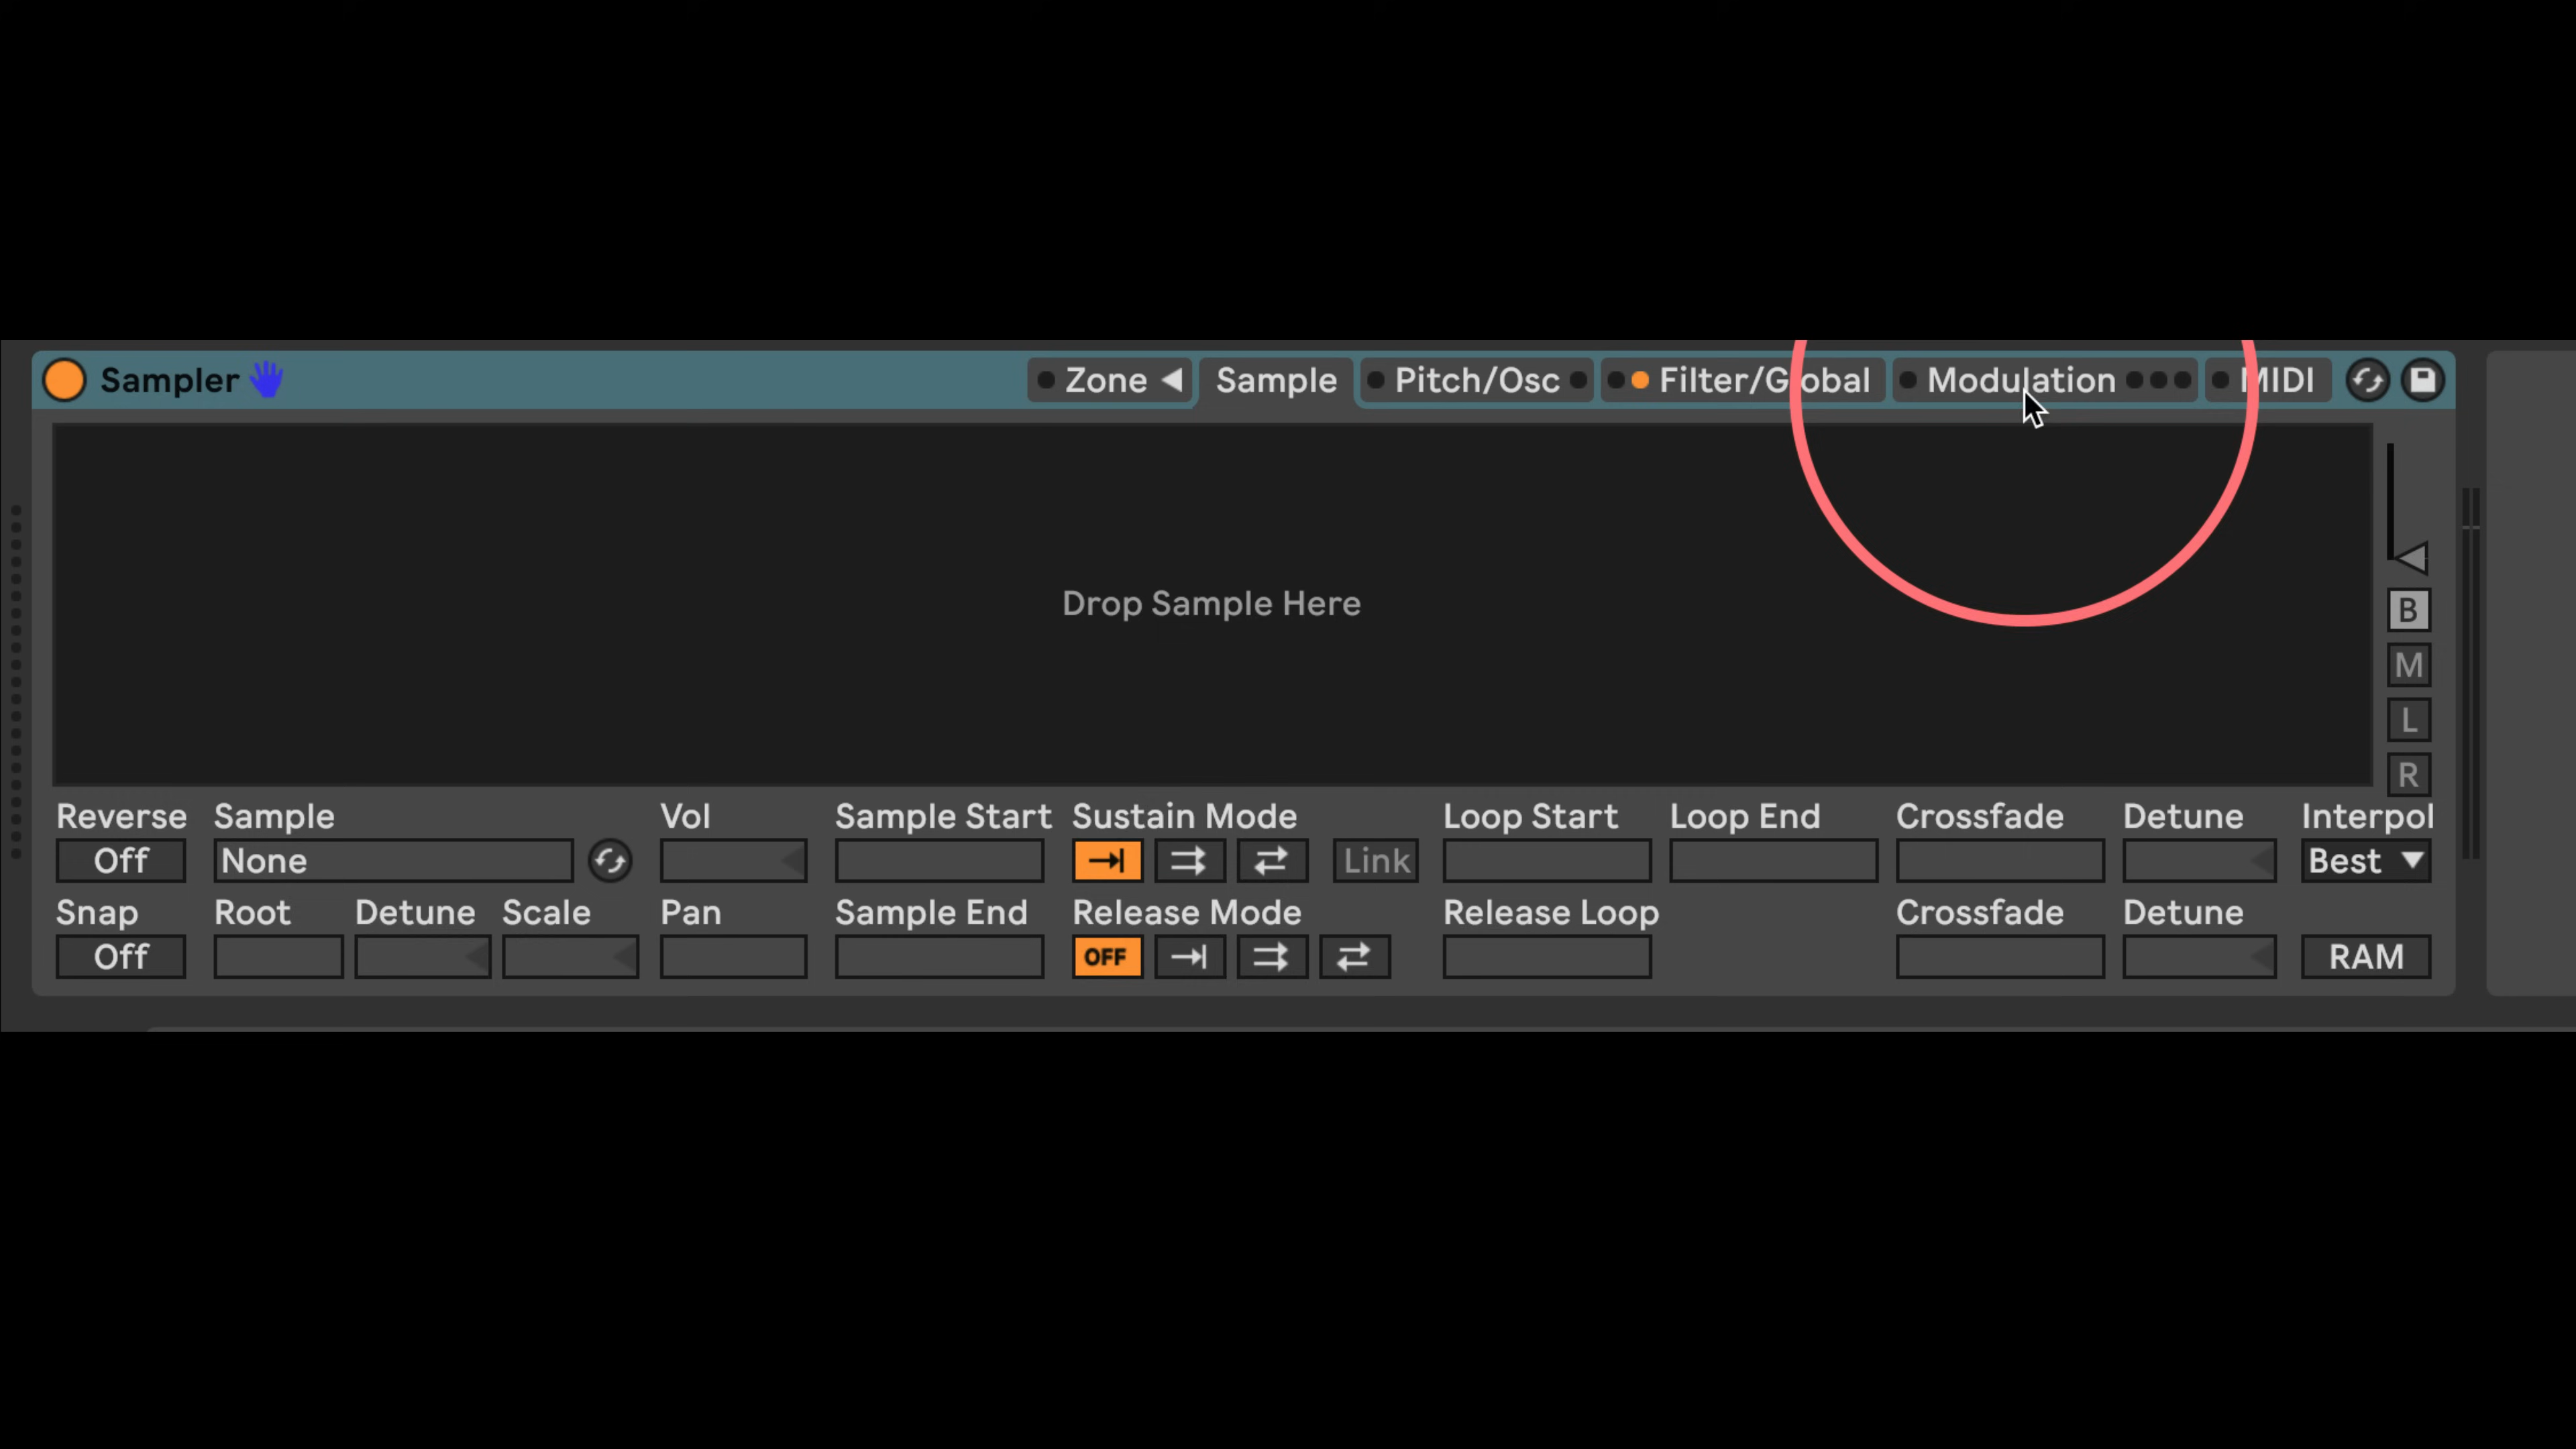 Sampler Zone Sample Pitch/Osc Filter/Global Modulation MIDI
Drop Sample Here
B
M
L
R
Reverse Sample Vol Sample Start Sustain Mode Loop Start Loop End Crossfade Detune Interpol
Off None Link Best
Snap Root Detune Scale Pan Sample End Release Mode Release Loop Crossfade Detune
Off OFF RAM